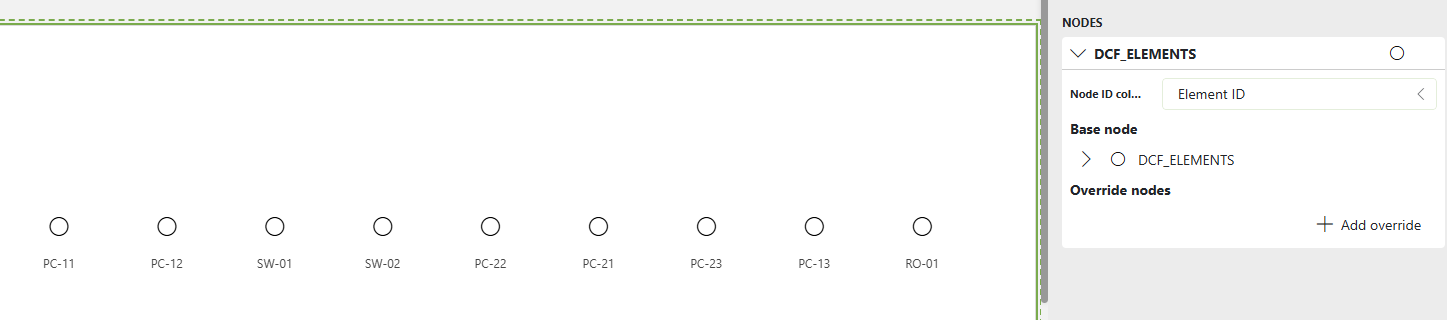 NODES
DCF_ELEMENTS
Node ID col... Element ID
Base node
DCF_ELEMENTS
Override nodes
Add override
PC-11 PC-12 SW-01 SW-02 PC-22 PC-21 PC-23 PC-13 RO-01